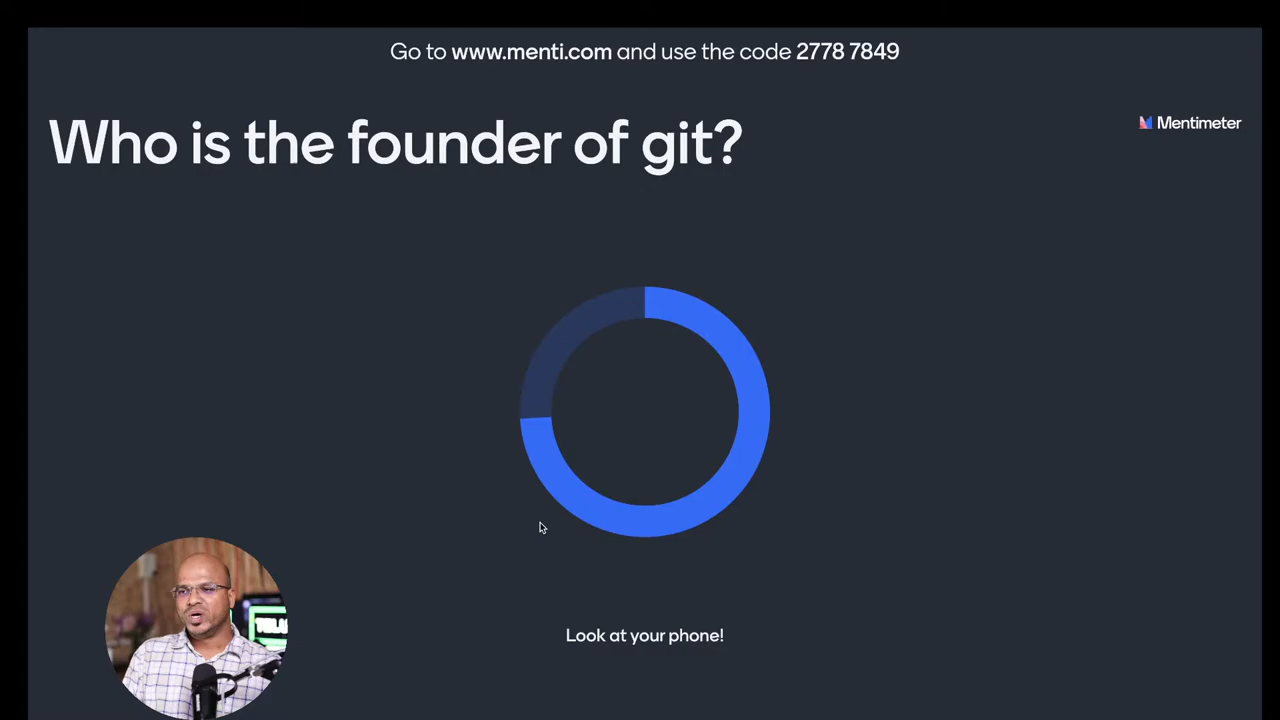 Go to www.menti.com and use the code 2778 7849
Who is the founder of git?
Mentimeter
Look at your phone!